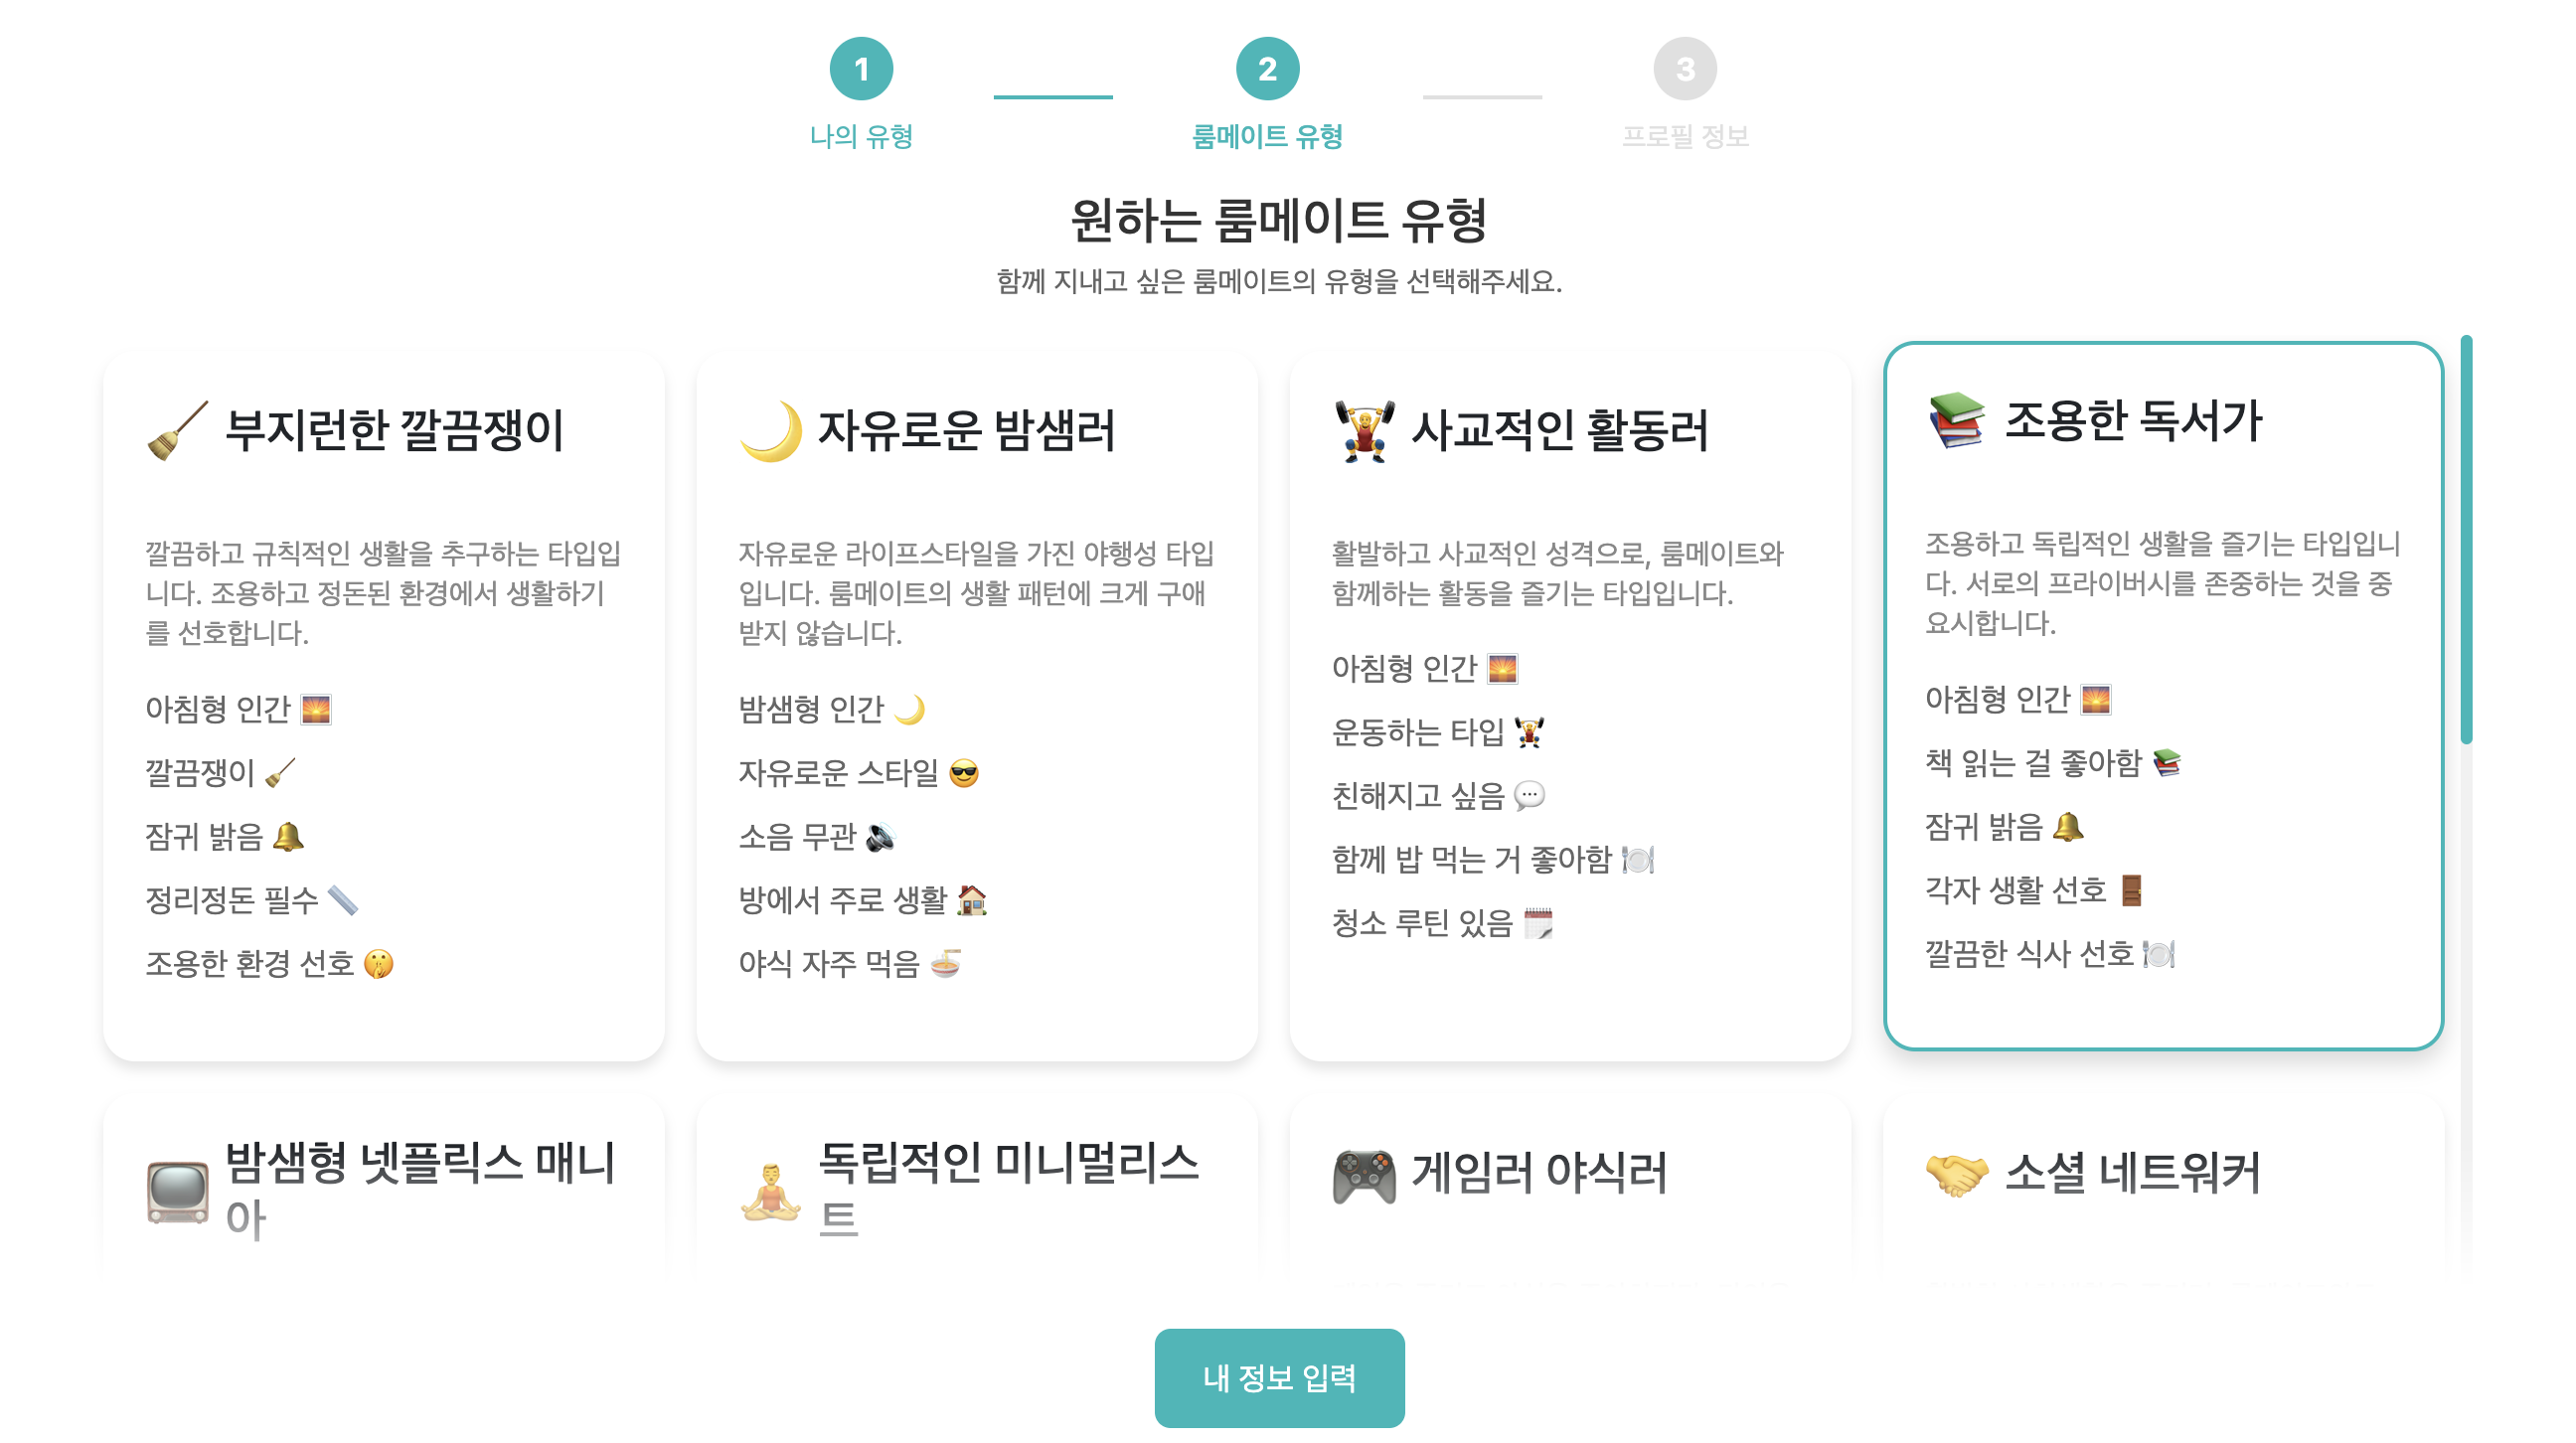 1
2
3
나의 유형
룸메이트 유형
프로필 정보
원하는 룸메이트 유형
함께 지내고 싶은 룸메이트의 유형을 선택해주세요.
부지런한 깔끔쟁이
깔끔하고 규칙적인 생활을 추구하는 타입입
니다. 조용하고 정돈된 환경에서 생활하기
를 선호합니다.
아침형 인간
깔끔쟁이
잠귀 밝음
정리정돈 필수
조용한 환경 선호
자유로운 밤샘러
자유로운 라이프스타일을 가진 야행성 타입
입니다. 룸메이트의 생활 패턴에 크게 구애
받지 않습니다.
밤샘형 인간
자유로운 스타일
소음 무관
방에서 주로 생활
야식 자주 먹음
사교적인 활동러
활발하고 사교적인 성격으로, 룸메이트와
함께하는 활동을 즐기는 타입입니다.
아침형 인간
운동하는 타입
친해지고 싶음
함께 밥 먹는 거 좋아함
청소 루틴 있음
조용한 독서가
조용하고 독립적인 생활을 즐기는 타입입니
다. 서로의 프라이버시를 존중하는 것을 중
요시합니다.
아침형 인간
책 읽는 걸 좋아함
잠귀 밝음
각자 생활 선호
깔끔한 식사 선호
밤샘형 넷플릭스 매니
아
독립적인 미니멀리스
트
게임러 야식러
소셜 네트워커
내 정보 입력